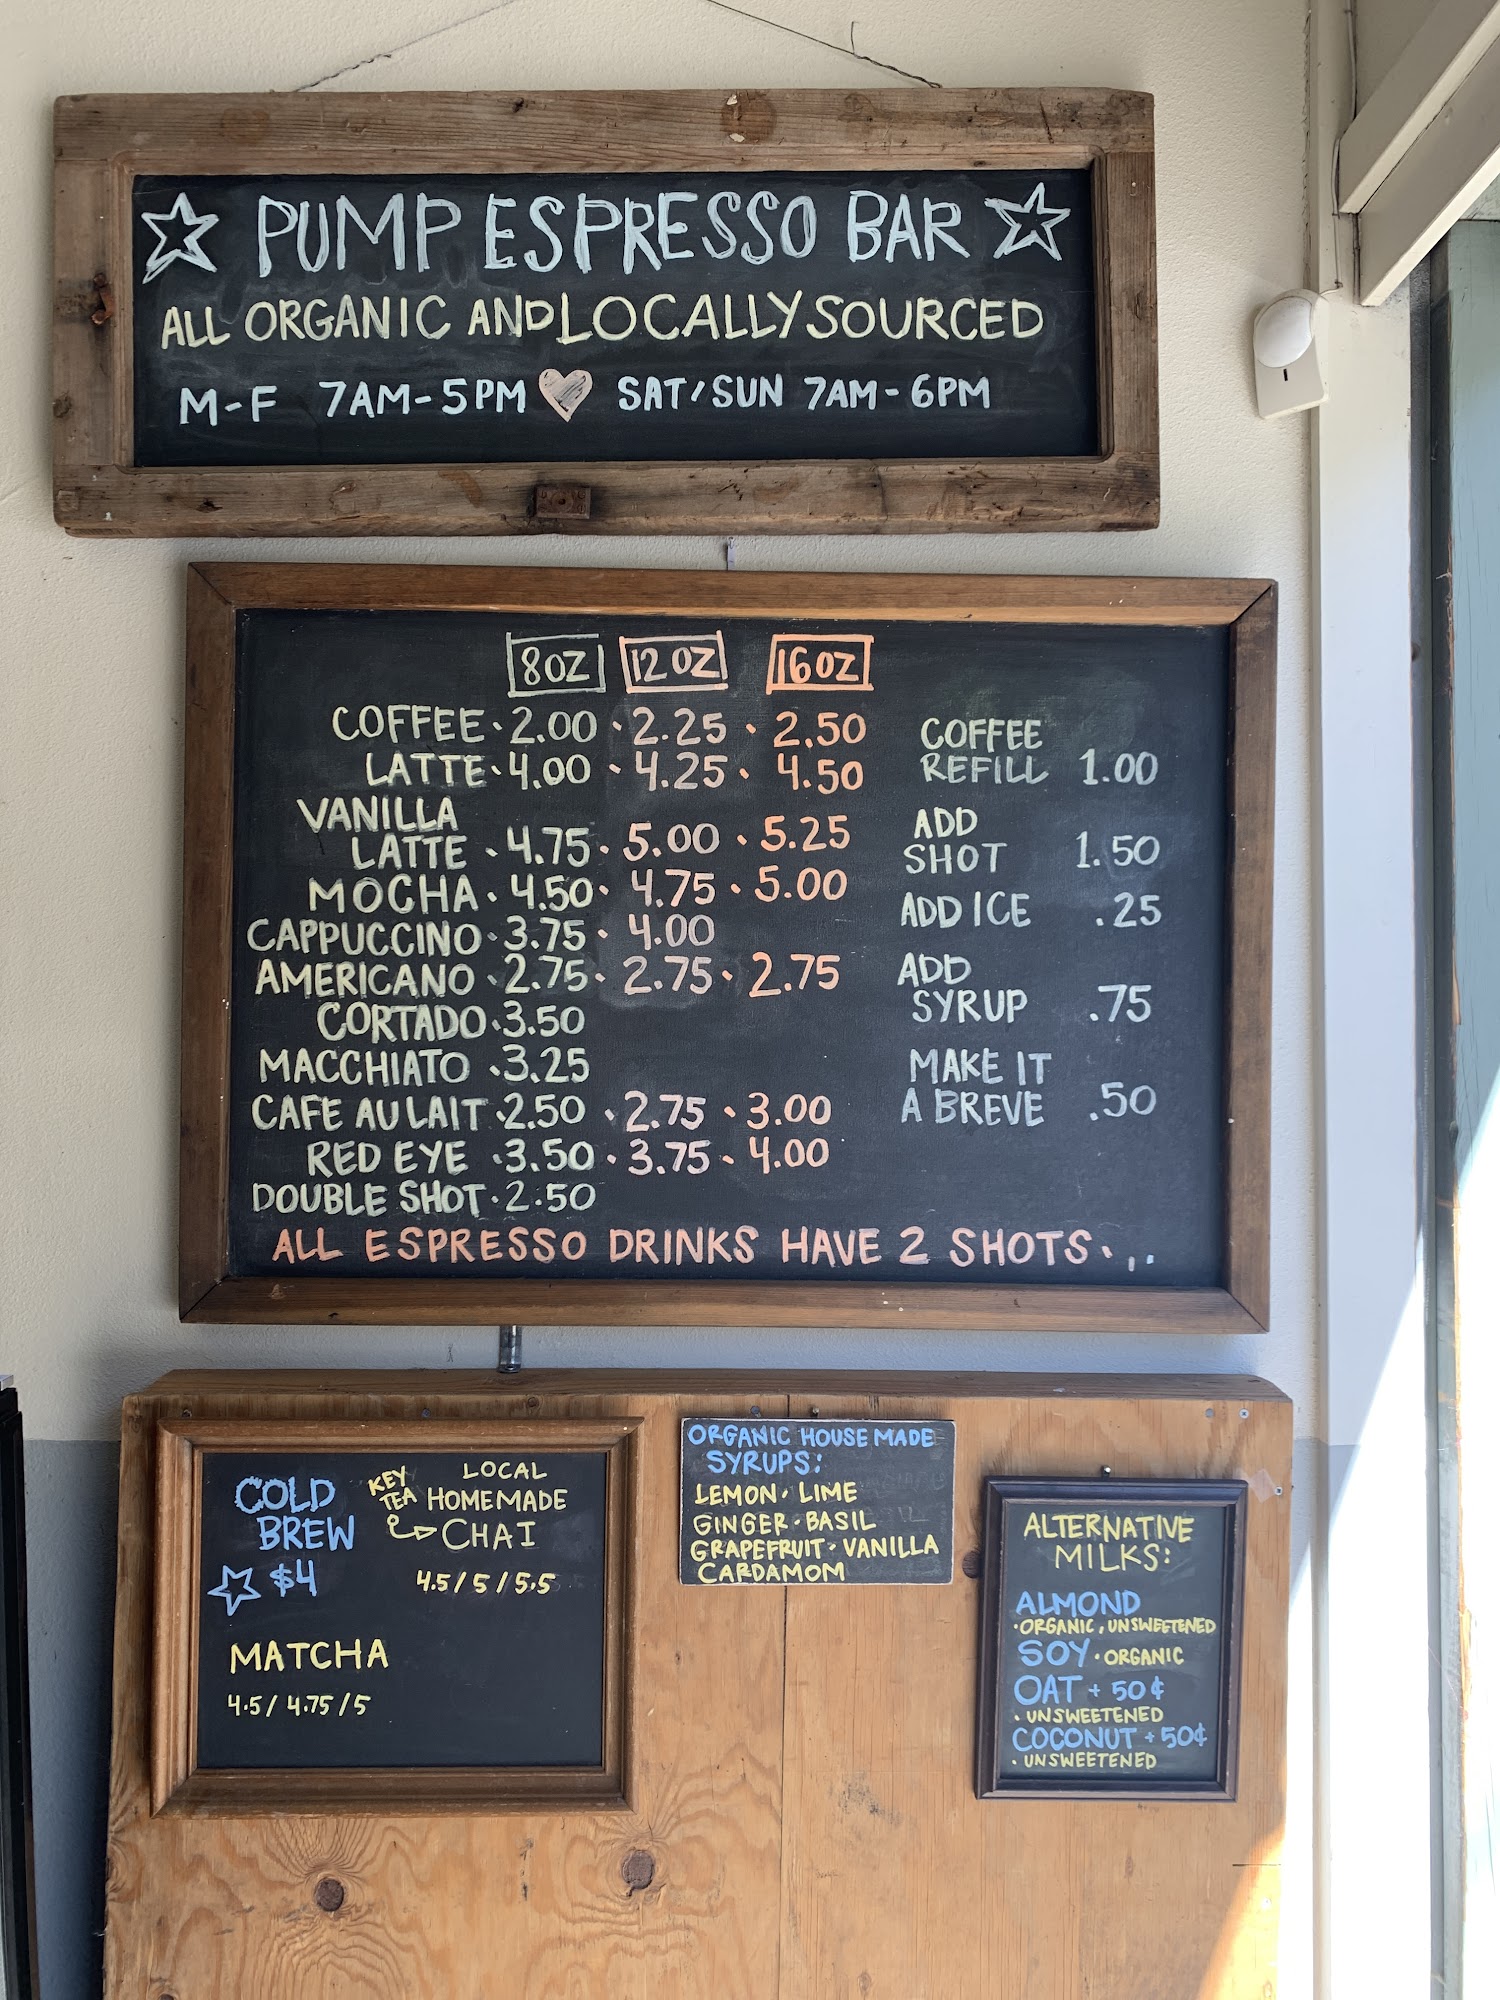 PUMP ESPRESSO BAR
ALL ORGANIC AND LOCALLY SOURCED
M-F 7AM-5PM SAT/SUN 7AM-6PM
8OZ 12OZ 16OZ
COFFEE · 2.00 · 2.25 · 2.50
LATTE · 4.00 · 4.25 · 4.50
VANILLA
LATTE · 4.75 · 5.00 · 5.25
MOCHA · 4.50 · 4.75 · 5.00
CAPPUCCINO · 3.75 · 4.00
AMERICANO · 2.75 · 2.75 · 2.75
CORTADO · 3.50
MACCHIATO · 3.25
CAFE AU LAIT · 2.50 · 2.75 · 3.00
RED EYE · 3.50 · 3.75 · 4.00
DOUBLE SHOT · 2.50
ALL ESPRESSO DRINKS HAVE 2 SHOTS...
COFFEE
REFILL 1.00
ADD
SHOT 1.50
ADD ICE .25
ADD
SYRUP .75
MAKE IT
A BREVE .50
COLD
BREW
$4
KEY
TEA
LOCAL
HOMEMADE
CHAI
4.5/5/5.5
MATCHA
4.5/4.75/5
ORGANIC HOUSE MADE
SYRUPS:
LEMON · LIME
GINGER · BASIL
GRAPEFRUIT · VANILLA
CARDAMOM
ALTERNATIVE
MILKS:
ALMOND
· ORGANIC, UNSWEETENED
SOY · ORGANIC
OAT + 50¢
· UNSWEETENED
COCONUT + 50¢
· UNSWEETENED